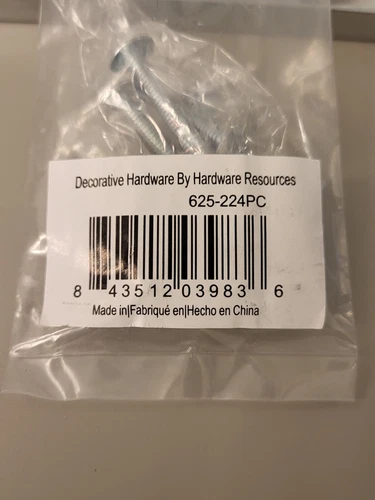 Decorative Hardware By Hardware Resources
625-224PC
8 43512 03983 6
Made in|Fabriqué en|Hecho en China